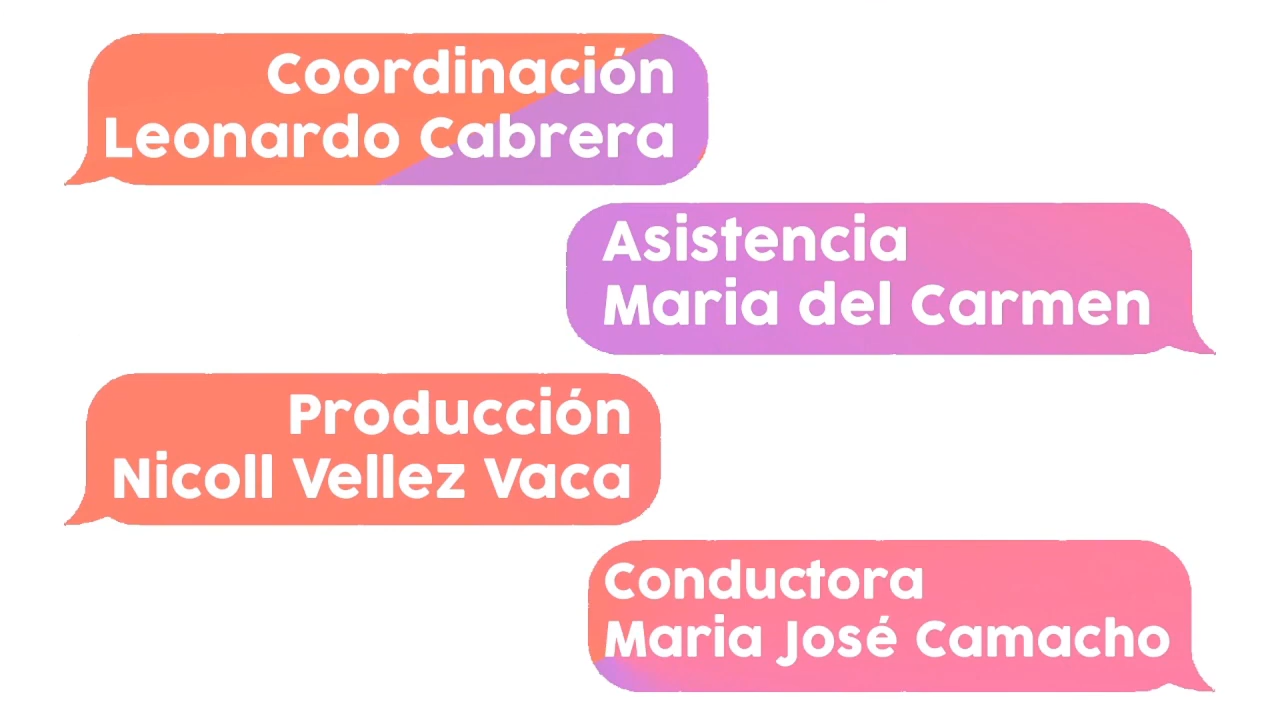 Coordinación
Leonardo Cabrera
Asistencia
Maria del Carmen
Producción
Nicoll Vellez Vaca
Conductora
Maria José Camacho